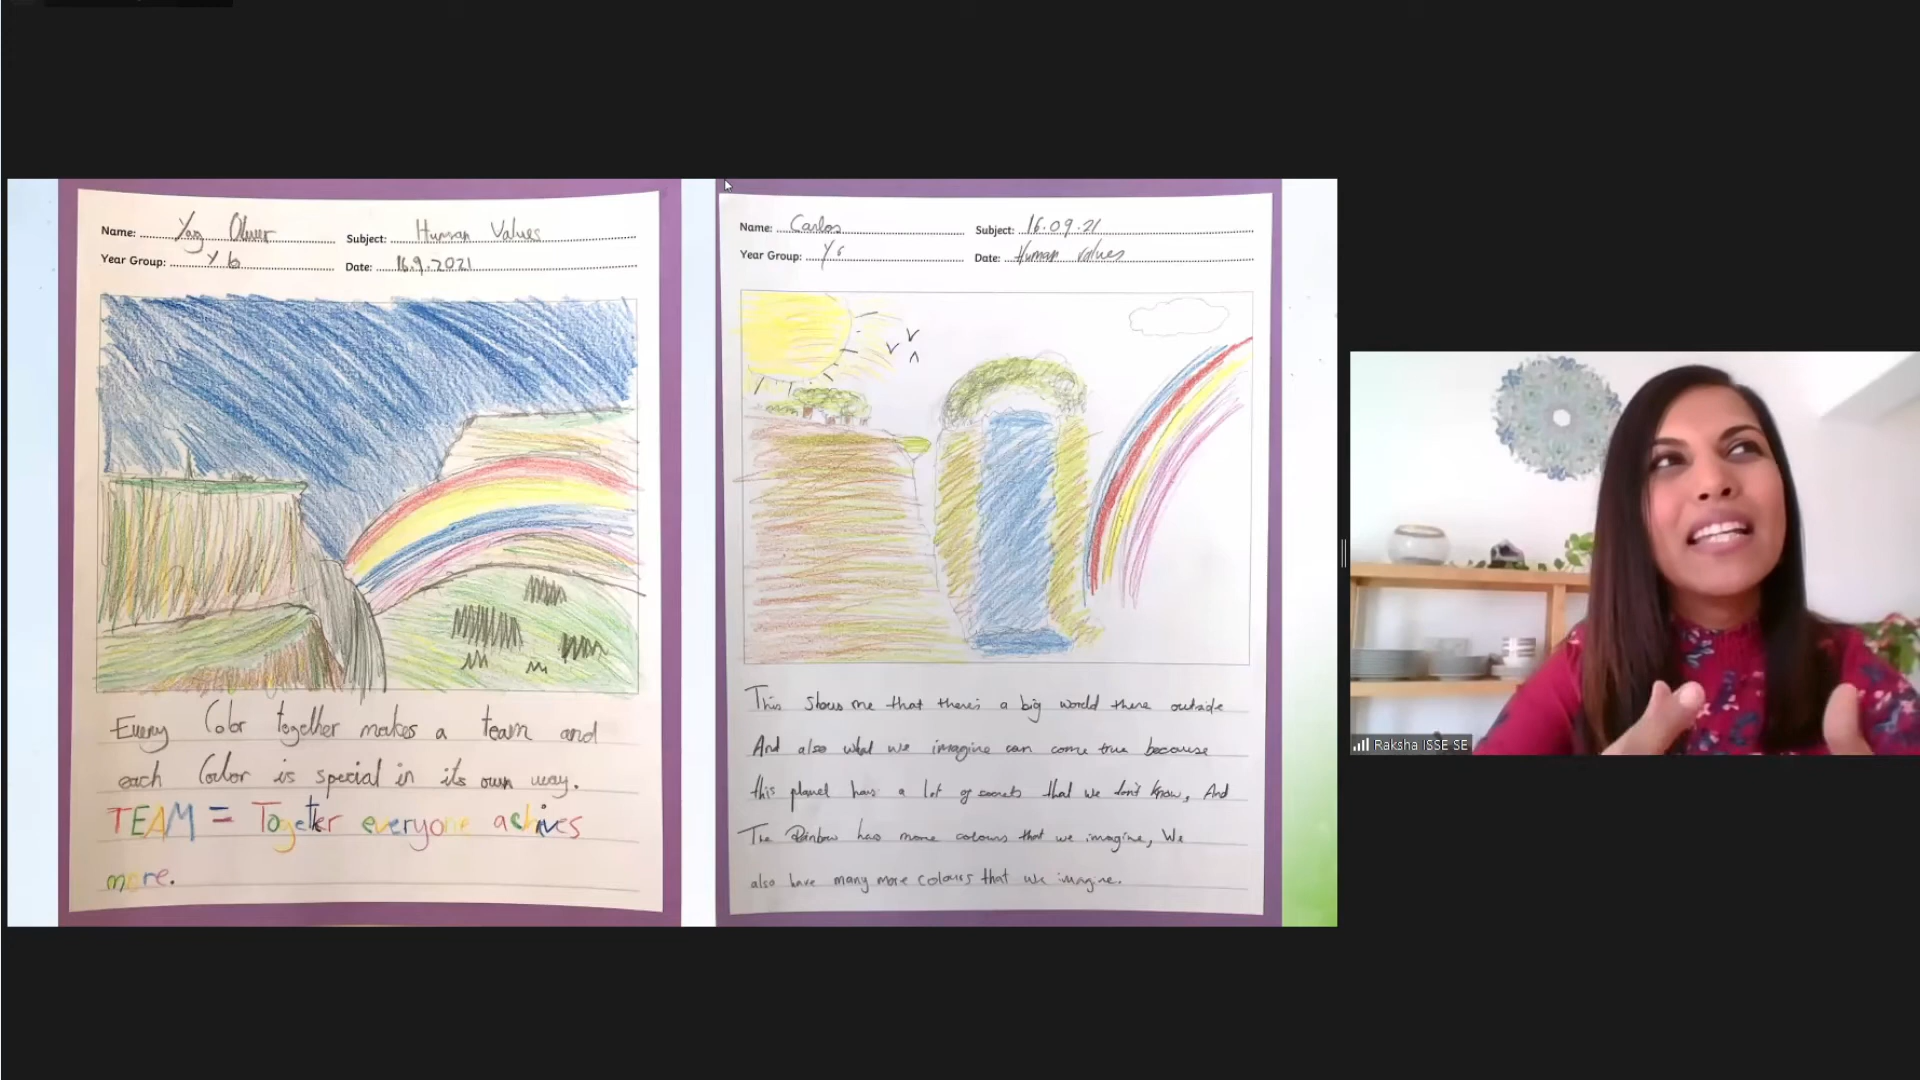 Name: Yag Oliver
Subject: Human Values
Year Group: Y6
Date: 16.9.2021
Every Color together makes a team and
each Color is special in its own way.
TEAM = Together everyone achives
more.
Name: Carlos
Subject: 16.09.21
Year Group: Y6
Date: Human values
This shows me that there's a big world there outside
And also what we imagine can come true because
this planet has a lot of secrets that we don't know, And
The Rainbow has more colours that we imagine, We
also have many more colours that we imagine.
Raksha ISSE SE